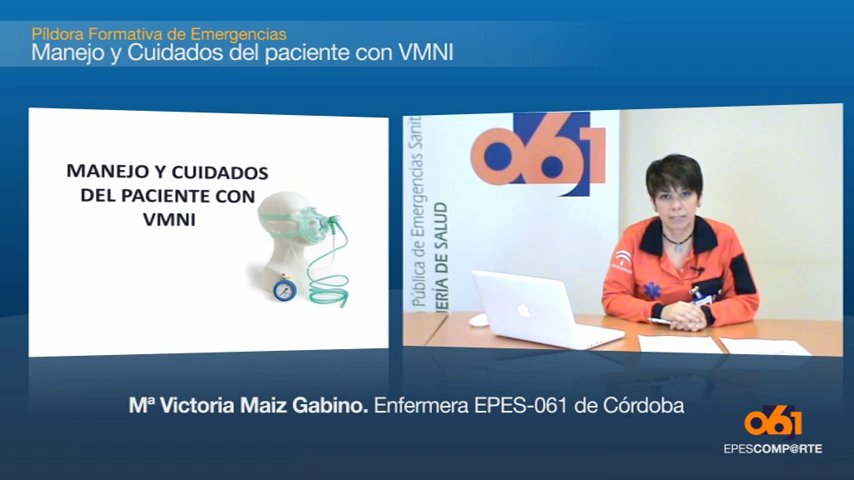 Píldora Formativa de Emergencias
Manejo y Cuidados del paciente con VMNI
MANEJO Y CUIDADOS
DEL PACIENTE CON
VMNI
061
Pública de Emergencias Sanit
ERÍA DE SALUD
Mª Victoria Maiz Gabino. Enfermera EPES-061 de Córdoba
061
EPESCOMP@RTE